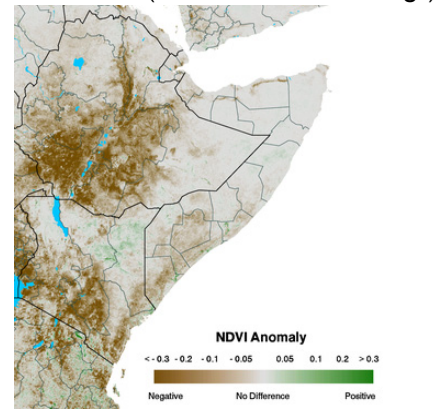 NDVI Anomaly
< - 0.3 - 0.2 - 0.1 - 0.05 0.05 0.1 0.2 > 0.3
Negative No Difference Positive